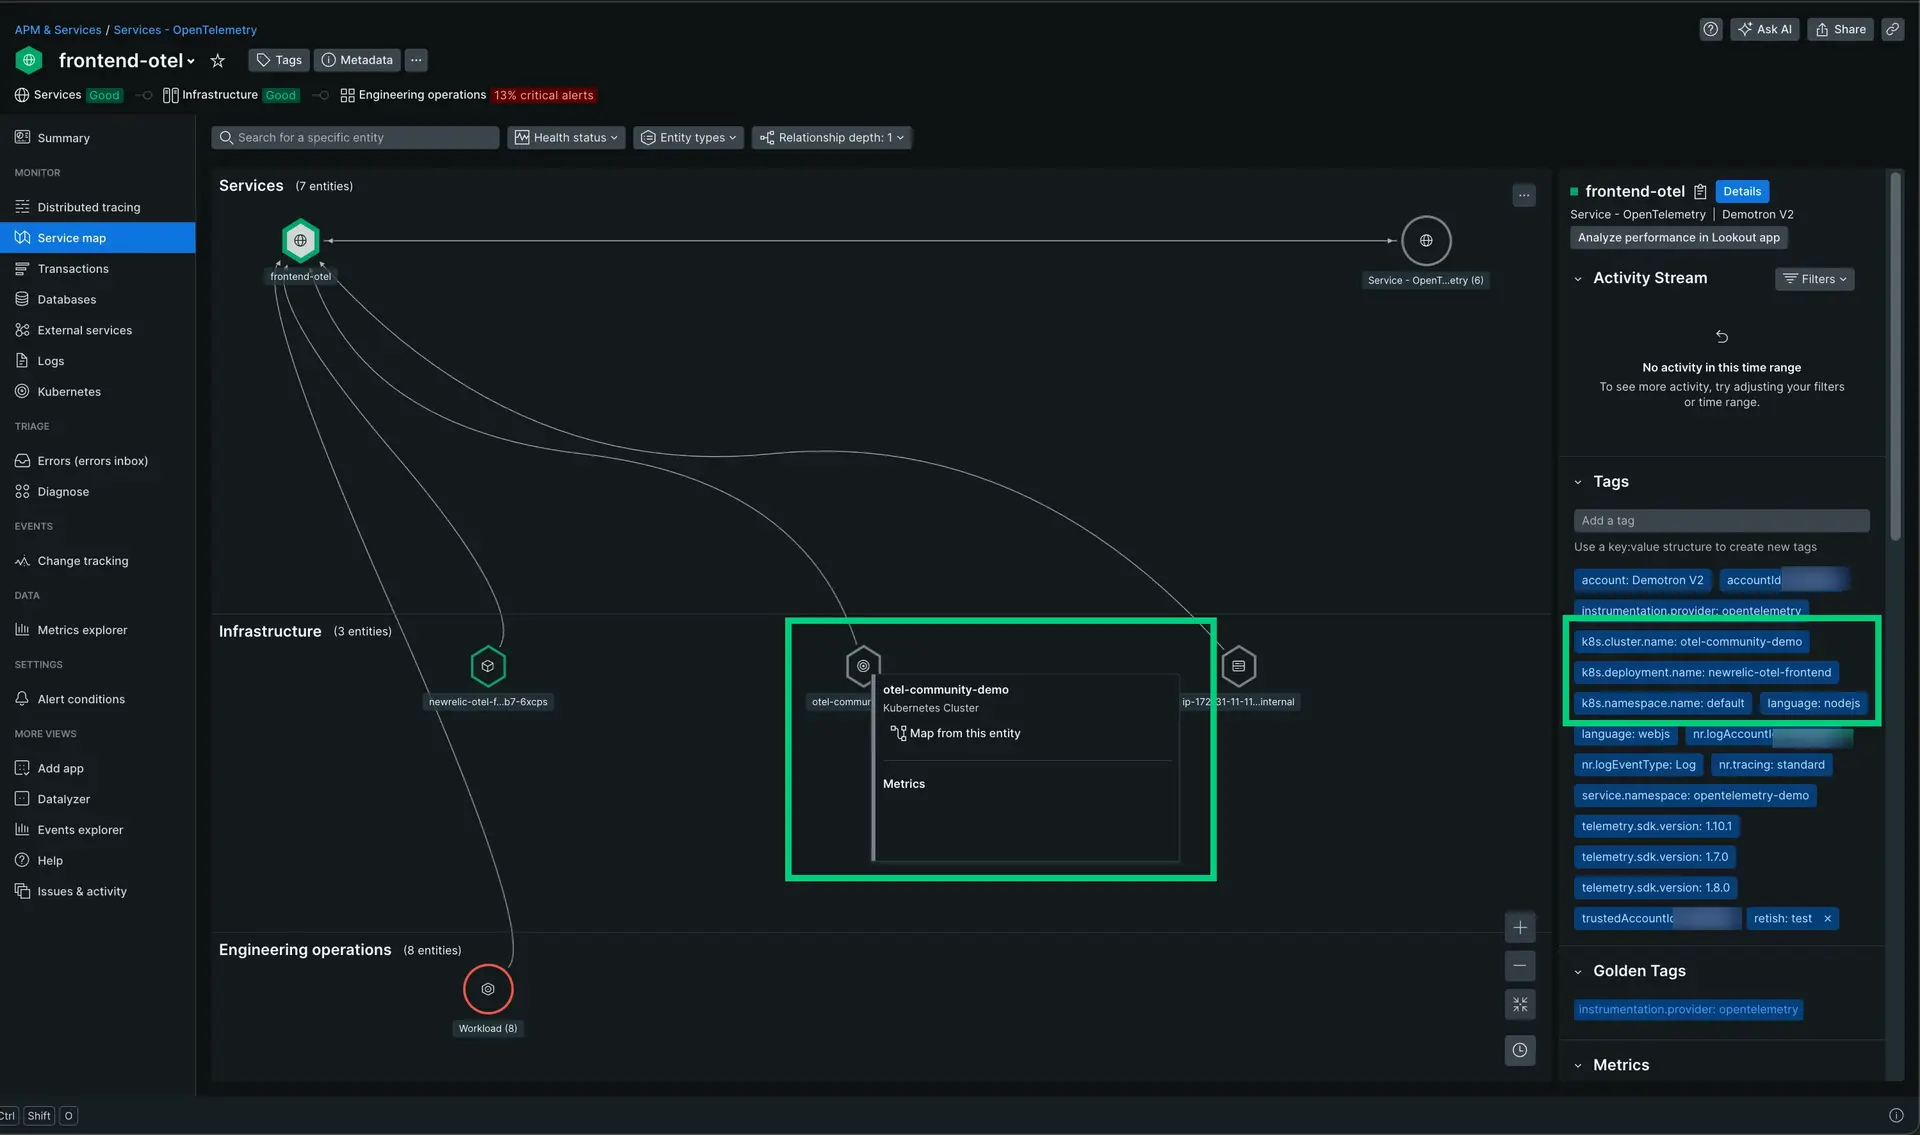 APM & Services / Services - OpenTelemetry
Ask AI
Share
frontend-otel
Tags
Metadata
Services Good
Infrastructure Good
Engineering operations 13% critical alerts
Summary
MONITOR
Distributed tracing
Service map
Transactions
Databases
External services
Logs
Kubernetes
TRIAGE
Errors (errors inbox)
Diagnose
EVENTS
Change tracking
DATA
Metrics explorer
SETTINGS
Alert conditions
MORE VIEWS
Add app
Datalyzer
Events explorer
Help
Issues & activity
Ctrl Shift O
Search for a specific entity
Health status
Entity types
Relationship depth: 1
Services (7 entities)
frontend-otel
Service - OpenT...etry (6)
Infrastructure (3 entities)
newrelic-otel-f...b7-6xcps
otel-commu
ip-172 31-11-11...internal
otel-community-demo
Kubernetes Cluster
Map from this entity
Metrics
Engineering operations (8 entities)
Workload (8)
frontend-otel
Details
Service - OpenTelemetry | Demotron V2
Analyze performance in Lookout app
Activity Stream
Filters
No activity in this time range
To see more activity, try adjusting your filters
or time range.
Tags
Add a tag
Use a key:value structure to create new tags
account: Demotron V2
accountId
instrumentation.provider: opentelemetry
k8s.cluster.name: otel-community-demo
k8s.deployment.name: newrelic-otel-frontend
k8s.namespace.name: default
language: nodejs
language: webjs
nr.logAccountI
nr.logEventType: Log
nr.tracing: standard
service.namespace: opentelemetry-demo
telemetry.sdk.version: 1.10.1
telemetry.sdk.version: 1.7.0
telemetry.sdk.version: 1.8.0
trustedAccountId
retish: test ×
Golden Tags
instrumentation.provider: opentelemetry
Metrics